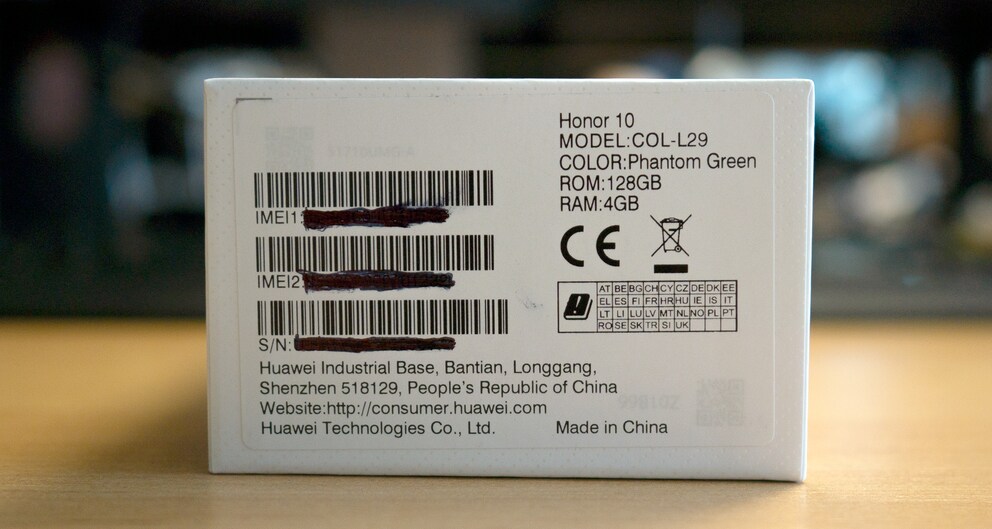 Honor 10
MODEL:COL-L29
COLOR:Phantom Green
ROM:128GB
RAM:4GB
IMEI1:
IMEI2
S/N:
CE
AT BE BG CH CY CZ DE DK EE
EL ES FI FR HR HU IE IS IT
LT LI LU LV MT NL NO PL PT
RO SE SK TR SI UK
Huawei Industrial Base, Bantian, Longgang,
Shenzhen 518129, People's Republic of China
Website:http://consumer.huawei.com
Huawei Technologies Co., Ltd.
Made in China